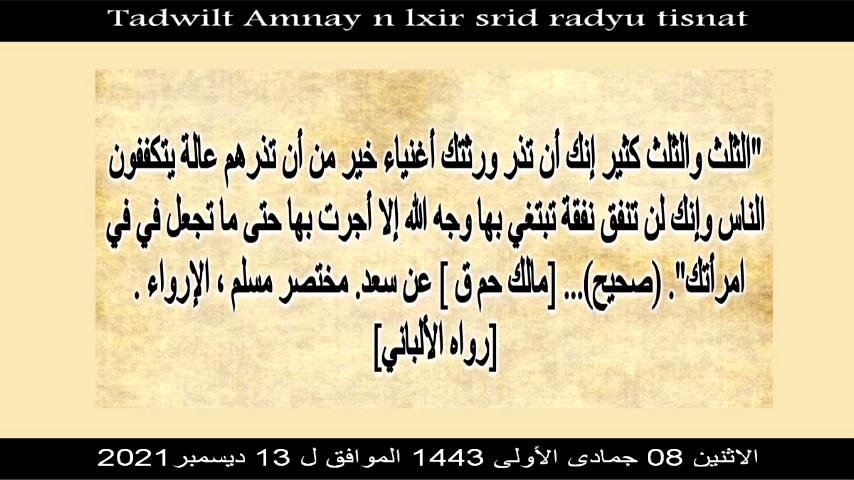 Tadwilt Amnay n lxir srid radyu tisnat
"الثلث والثلث كثير إنك أن تذر ورثتك أغنياء خير من أن تذرهم عالة يتكففون
الناس وإنك لن تنفق نفقة تبتغي بها وجه الله إلا أجرت بها حتى ما تجعل في في
امرأتك". (صحيح)... [مالك حم ق ] عن سعد. مختصر مسلم ، الإرواء .
[رواه الألباني]
الاثنين 08 جمادى الأولى 1443 الموافق ل 13 ديسمبر2021